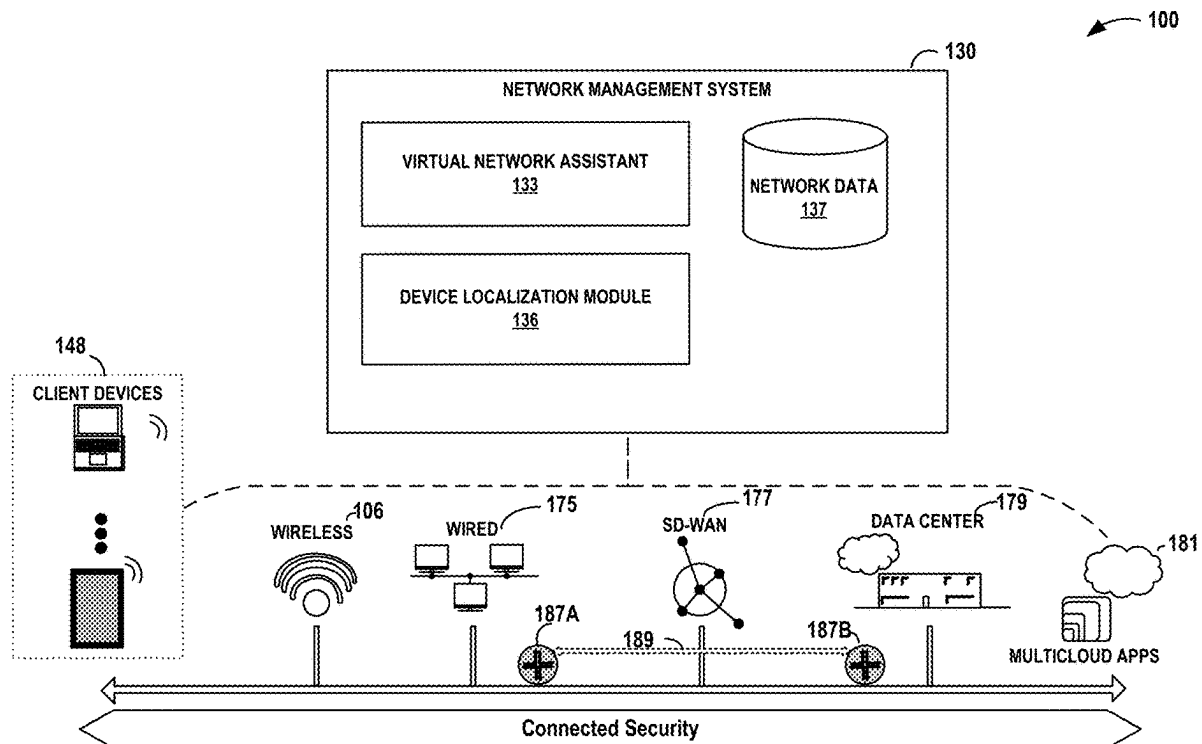 100
130
NETWORK MANAGEMENT SYSTEM
VIRTUAL NETWORK ASSISTANT
133
NETWORK DATA
137
DEVICE LOCALIZATION MODULE
136
148
CLIENT DEVICES
WIRELESS
106
WIRED
175
SD-WAN
177
DATA CENTER
179
181
187A
189
187B
MULTICLOUD APPS
Connected Security